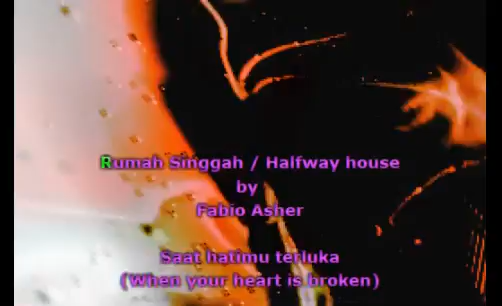 Rumah Singgah / Halfway house
by
Fabio Asher
Saat hatimu terluka
(When your heart is broken)